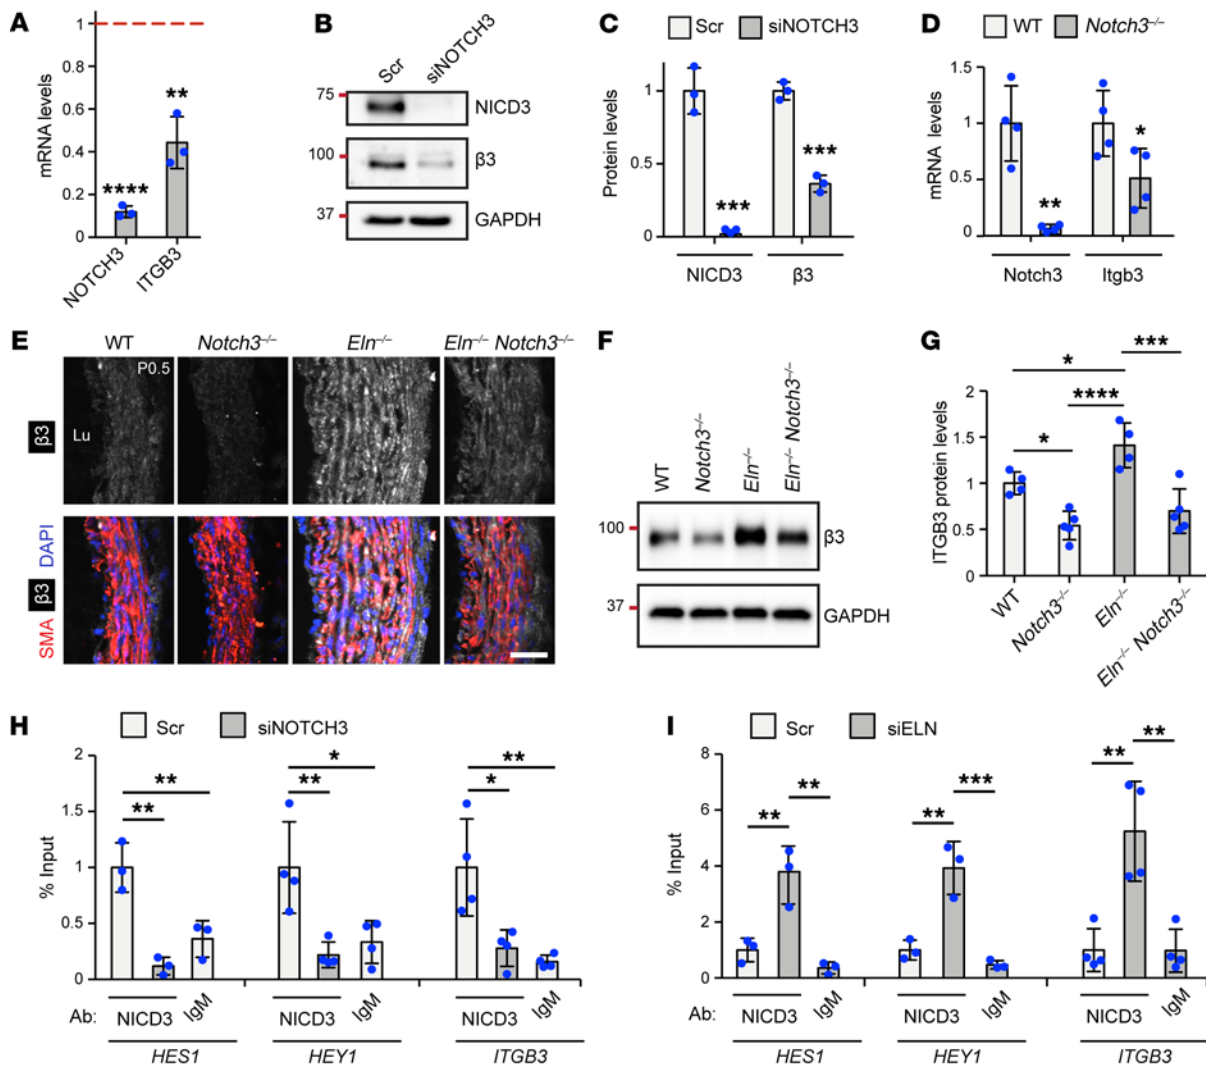 A
1
0.8
0.6
0.4
0.2
0
mRNA levels
****
**
NOTCH3
ITGB3
B
Scr
siNOTCH3
75
NICD3
100
β3
37
GAPDH
C
Scr
siNOTCH3
Protein levels
1
0.5
0
***
***
NICD3
β3
D
WT
Notch3–/–
mRNA levels
1.5
1
0.5
0
**
*
Notch3
Itgb3
E
WT
Notch3–/–
Eln–/–
Eln–/– Notch3–/–
P0.5
Lu
β3
SMA β3 DAPI
F
WT
Notch3–/–
Eln–/–
Eln–/– Notch3–/–
100
β3
37
GAPDH
G
ITGB3 protein levels
2
1.5
1
0.5
0
*
*
****
***
WT
Notch3–/–
Eln–/–
Eln–/– Notch3–/–
H
Scr
siNOTCH3
% Input
2
1.5
1
0.5
0
**
**
*
**
**
*
Ab:
NICD3
IgM
NICD3
IgM
NICD3
IgM
HES1
HEY1
ITGB3
I
Scr
siELN
% Input
8
6
4
2
0
**
**
**
***
**
**
Ab:
NICD3
IgM
NICD3
IgM
NICD3
IgM
HES1
HEY1
ITGB3